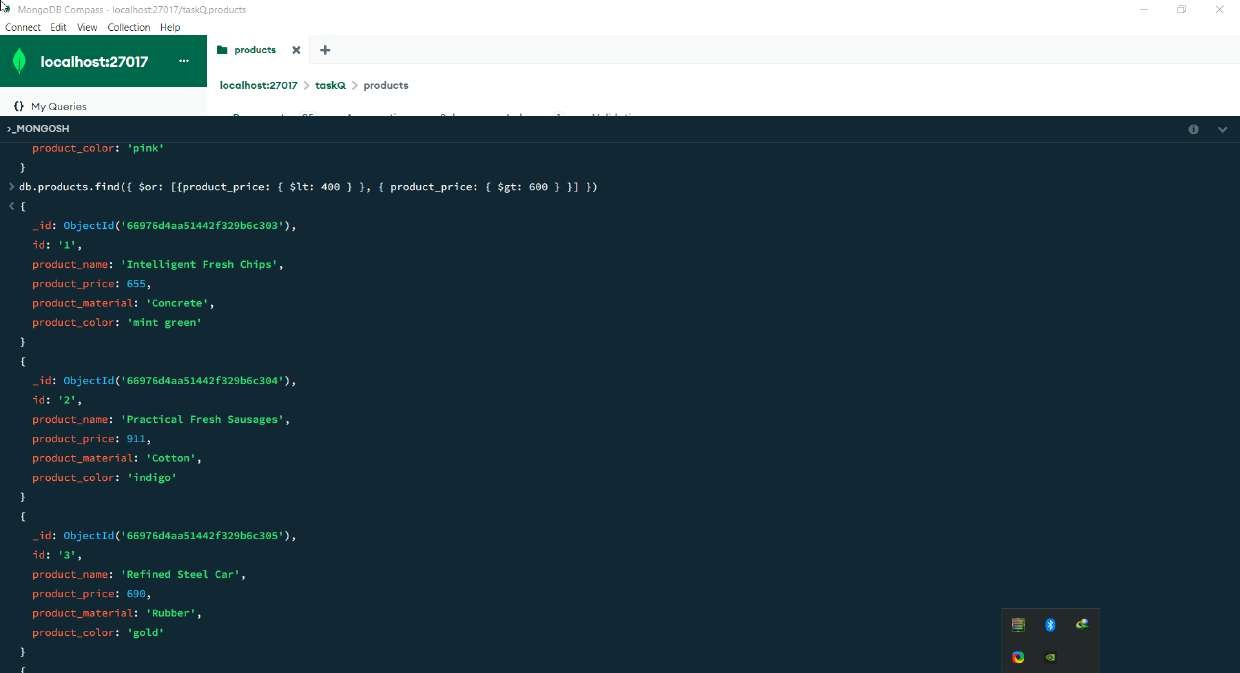 MongoDB Compass - localhost:27017/taskQ.products
Connect Edit View Collection Help
localhost:27017 ...
products
localhost:27017 > taskQ > products
{} My Queries
>_MONGOSH
product_color: 'pink'
}
> db.products.find({ $or: [{product_price: { $lt: 400 } }, { product_price: { $gt: 600 } }] })
< {
_id: ObjectId('66976d4aa51442f329b6c303'),
id: '1',
product_name: 'Intelligent Fresh Chips',
product_price: 655,
product_material: 'Concrete',
product_color: 'mint green'
}
{
_id: ObjectId('66976d4aa51442f329b6c304'),
id: '2',
product_name: 'Practical Fresh Sausages',
product_price: 911,
product_material: 'Cotton',
product_color: 'indigo'
}
{
_id: ObjectId('66976d4aa51442f329b6c305'),
id: '3',
product_name: 'Refined Steel Car',
product_price: 690,
product_material: 'Rubber',
product_color: 'gold'
}
{